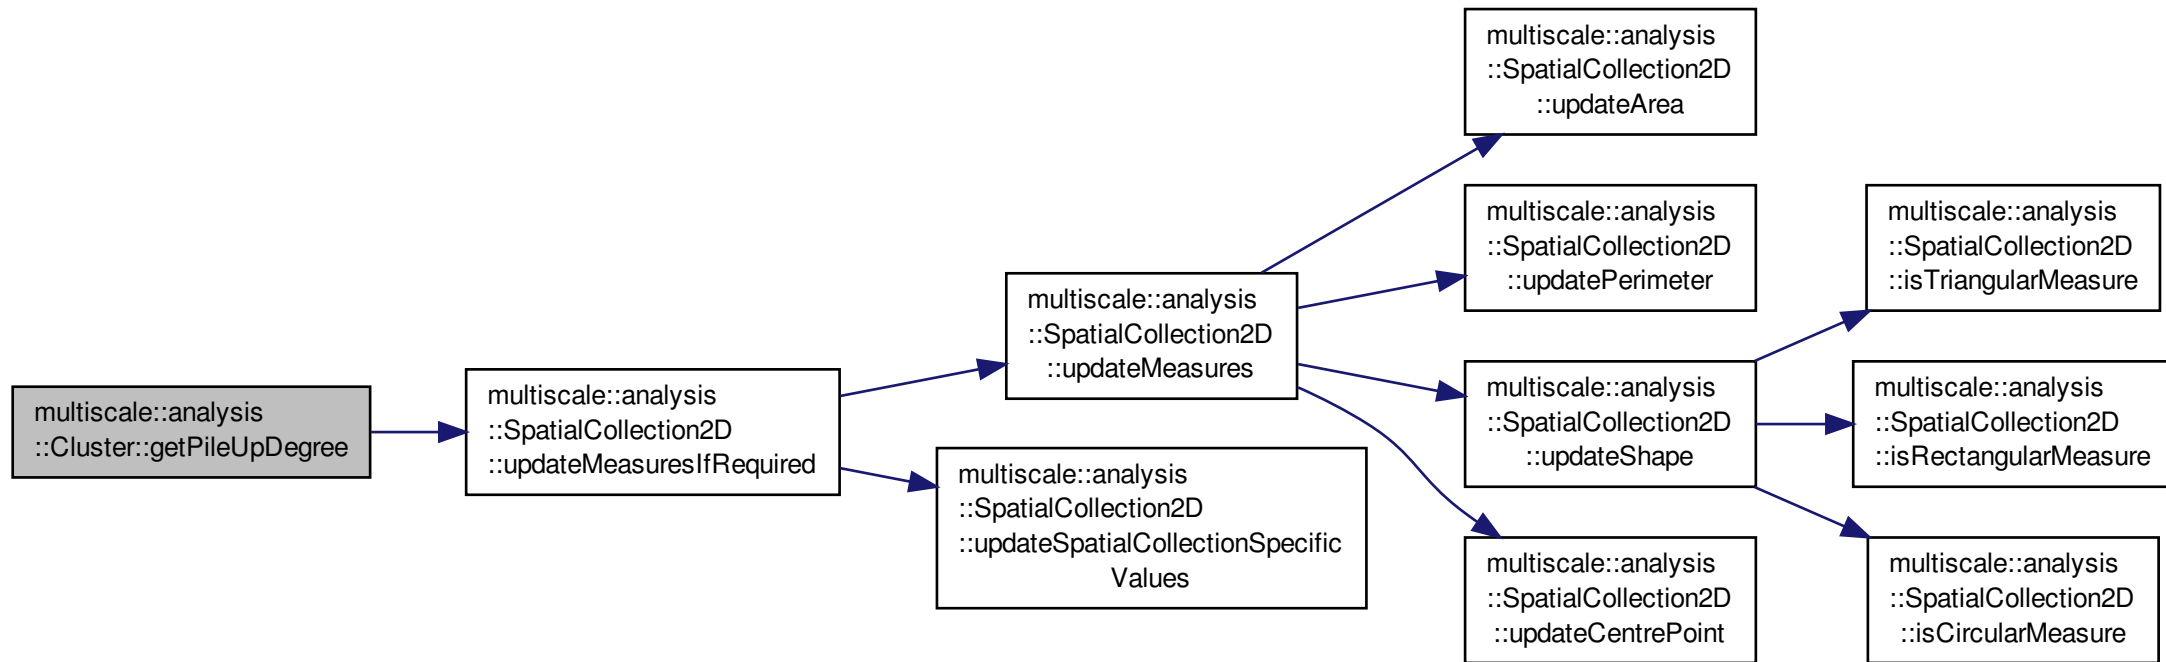 multiscale::analysis
::Cluster::getPileUpDegree
multiscale::analysis
::SpatialCollection2D
::updateMeasuresIfRequired
multiscale::analysis
::SpatialCollection2D
::updateMeasures
multiscale::analysis
::SpatialCollection2D
::updateSpatialCollectionSpecific
Values
multiscale::analysis
::SpatialCollection2D
::updateArea
multiscale::analysis
::SpatialCollection2D
::updatePerimeter
multiscale::analysis
::SpatialCollection2D
::updateShape
multiscale::analysis
::SpatialCollection2D
::updateCentrePoint
multiscale::analysis
::SpatialCollection2D
::isTriangularMeasure
multiscale::analysis
::SpatialCollection2D
::isRectangularMeasure
multiscale::analysis
::SpatialCollection2D
::isCircularMeasure